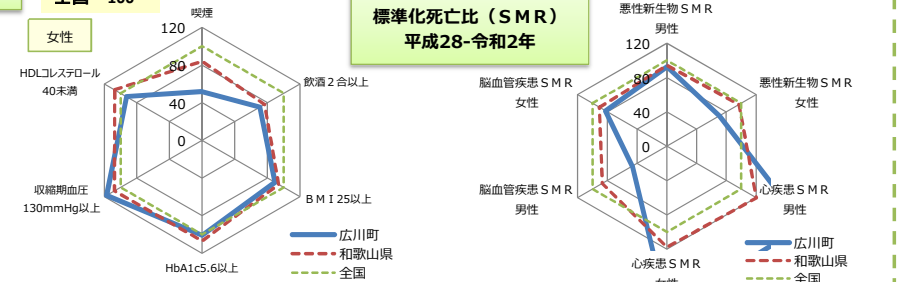 女性
喫煙
120
80
40
0
飲酒2合以上
BMI25以上
HbA1c5.6以上
収縮期血圧
130mmHg以上
HDLコレステロール
40未満
広川町
和歌山県
全国
標準化死亡比(SMR)
平成28-令和2年
悪性新生物SMR
男性
120
80
40
0
悪性新生物SMR
女性
心疾患SMR
男性
心疾患SMR
脳血管疾患SMR
男性
脳血管疾患SMR
女性
広川町
和歌山県
全国